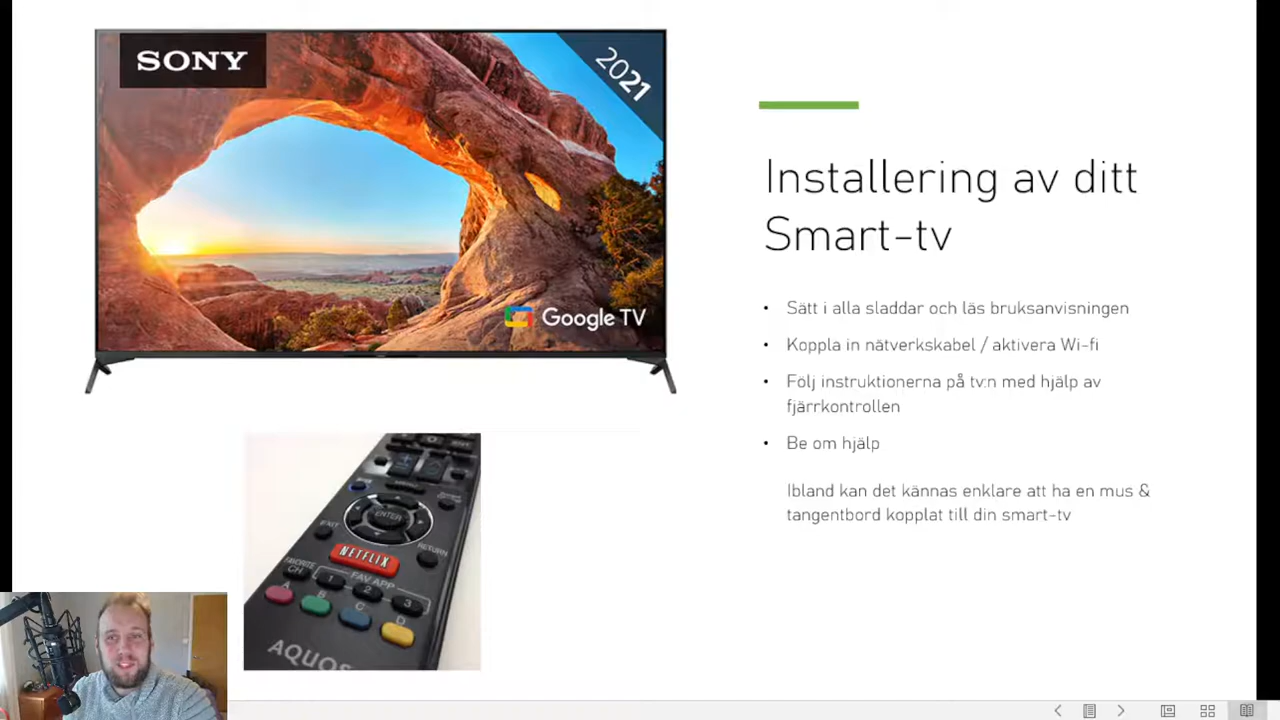 SONY
2021
Google TV
Installering av ditt
Smart-tv
• Sätt i alla sladdar och läs bruksanvisningen
• Koppla in nätverkskabel / aktivera Wi-fi
• Följ instruktionerna på tv:n med hjälp av
fjärrkontrollen
• Be om hjälp
Ibland kan det kännas enklare att ha en mus &
tangentbord kopplat till din smart-tv
MENU
ENTER
EXIT
RETURN
NETFLIX
FAVORITE
CH
FAV APP
1
2
3
A
B
C
D
AQUOS